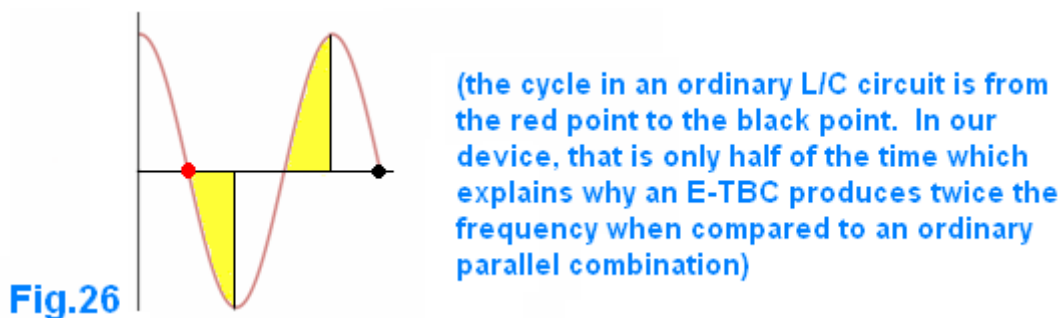 (the cycle in an ordinary L/C circuit is from
the red point to the black point.  In our
device, that is only half of the time which
explains why an E-TBC produces twice the
frequency when compared to an ordinary
parallel combination)
Fig.26